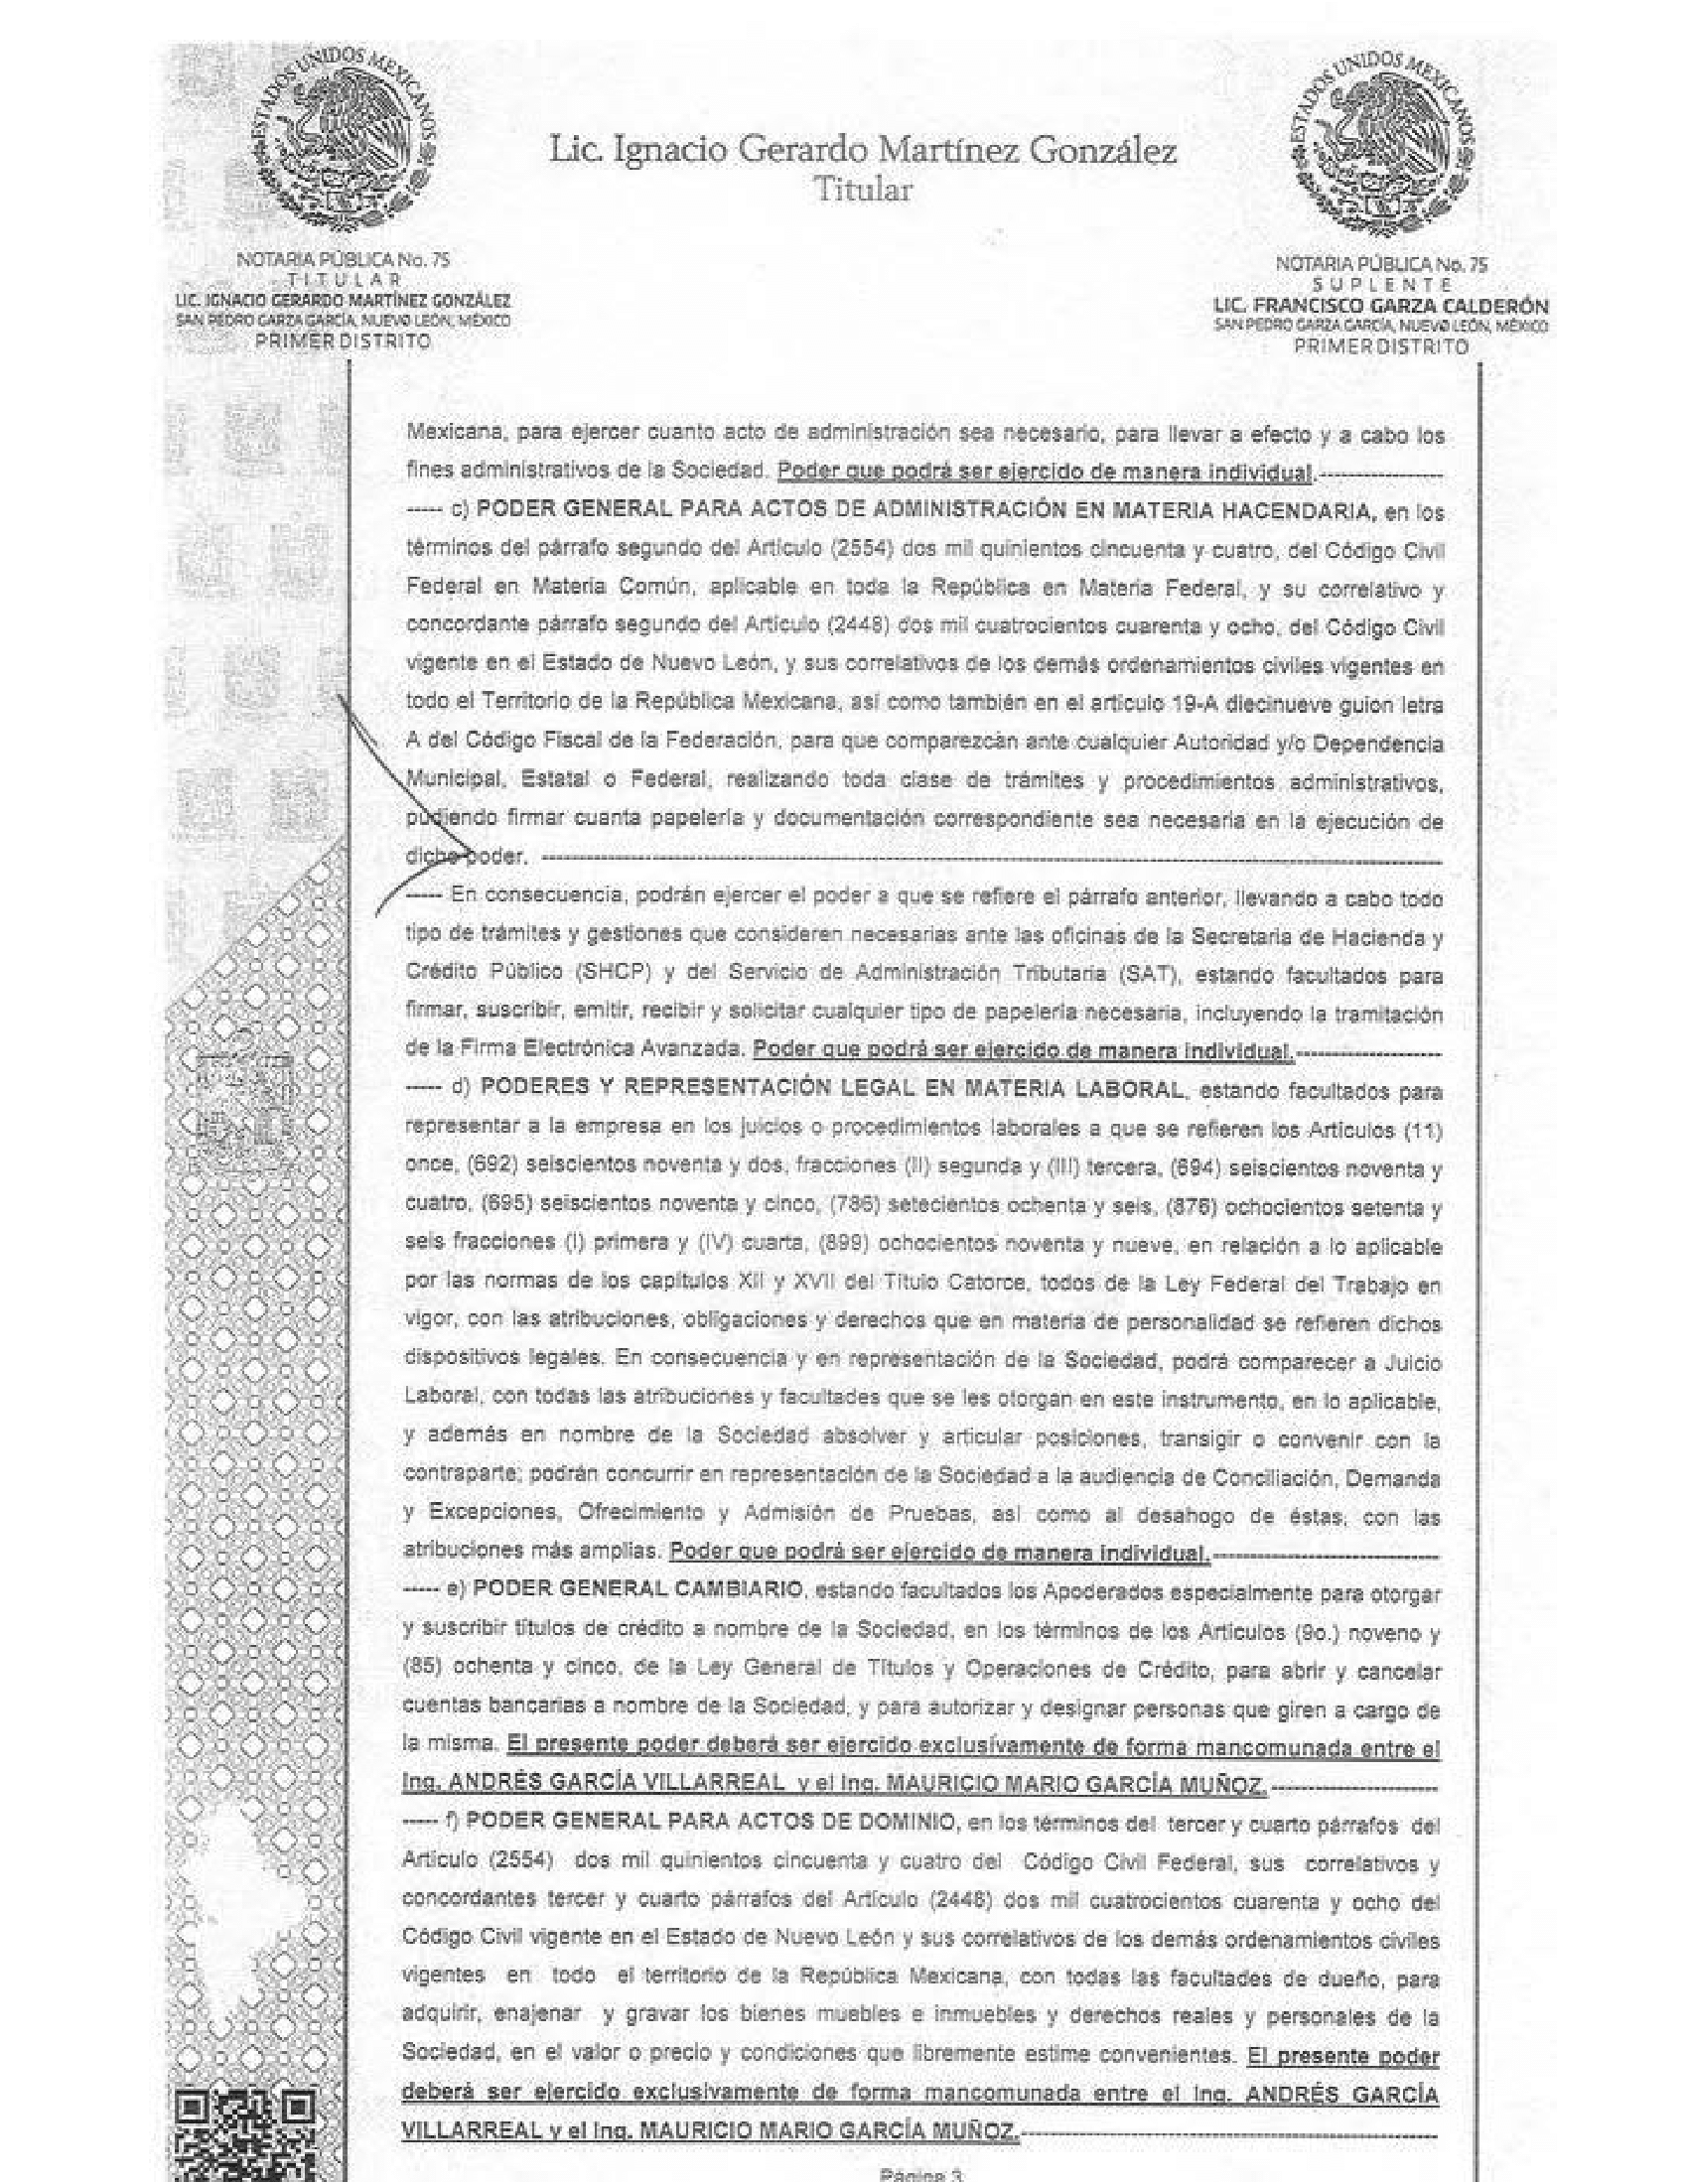 ESTADOS UNIDOS MEXICANOS
ESTADOS UNIDOS MEXICANOS
Lic. Ignacio Gerardo Martínez González
Titular
NOTARIA PÚBLICA No. 75
TITULAR
LIC. IGNACIO GERARDO MARTÍNEZ GONZÁLEZ
SAN PEDRO GARZA GARCÍA, NUEVO LEÓN, MÉXICO
PRIMER DISTRITO
NOTARIA PÚBLICA No. 75
SUPLENTE
LIC. FRANCISCO GARZA CALDERÓN
SAN PEDRO GARZA GARCÍA, NUEVO LEÓN, MÉXICO
PRIMER DISTRITO
Mexicana, para ejercer cuanto acto de administración sea necesario, para llevar a efecto y a cabo los
fines administrativos de la Sociedad. Poder que podrá ser ejercido de manera individual.----------------
----- c) PODER GENERAL PARA ACTOS DE ADMINISTRACIÓN EN MATERIA HACENDARIA, en los
términos del párrafo segundo del Artículo (2554) dos mil quinientos cincuenta y cuatro, del Código Civil
Federal en Materia Común, aplicable en toda la República en Materia Federal, y su correlativo y
concordante párrafo segundo del Artículo (2448) dos mil cuatrocientos cuarenta y ocho, del Código Civil
vigente en el Estado de Nuevo León, y sus correlativos de los demás ordenamientos civiles vigentes en
todo el Territorio de la República Mexicana, así como también en el artículo 19-A diecinueve guion letra
A del Código Fiscal de la Federación, para que comparezcan ante cualquier Autoridad y/o Dependencia
Municipal, Estatal o Federal, realizando toda clase de trámites y procedimientos administrativos,
pudiendo firmar cuanta papelería y documentación correspondiente sea necesaria en la ejecución de
dicho poder. ----------------
----- En consecuencia, podrán ejercer el poder a que se refiere el párrafo anterior, llevando a cabo todo
tipo de trámites y gestiones que consideren necesarias ante las oficinas de la Secretaria de Hacienda y
Crédito Público (SHCP) y del Servicio de Administración Tributaria (SAT), estando facultados para
firmar, suscribir, emitir, recibir y solicitar cualquier tipo de papelería necesaria, incluyendo la tramitación
de la Firma Electrónica Avanzada. Poder que podrá ser ejercido de manera individual.----------------
----- d) PODERES Y REPRESENTACIÓN LEGAL EN MATERIA LABORAL, estando facultados para
representar a la empresa en los juicios o procedimientos laborales a que se refieren los Artículos (11)
once, (692) seiscientos noventa y dos, fracciones (II) segunda y (III) tercera, (694) seiscientos noventa y
cuatro, (695) seiscientos noventa y cinco, (786) setecientos ochenta y seis, (876) ochocientos setenta y
seis fracciones (I) primera y (IV) cuarta, (899) ochocientos noventa y nueve, en relación a lo aplicable
por las normas de los capítulos XII y XVII del Título Catorce, todos de la Ley Federal del Trabajo en
vigor, con las atribuciones, obligaciones y derechos que en materia de personalidad se refieren dichos
dispositivos legales. En consecuencia y en representación de la Sociedad, podrá comparecer a Juicio
Laboral, con todas las atribuciones y facultades que se les otorgan en este instrumento, en lo aplicable,
y además en nombre de la Sociedad absolver y articular posiciones, transigir o convenir con la
contraparte; podrán concurrir en representación de la Sociedad a la audiencia de Conciliación, Demanda
y Excepciones, Ofrecimiento y Admisión de Pruebas, así como al desahogo de éstas, con las
atribuciones más amplias. Poder que podrá ser ejercido de manera individual.----------------
----- e) PODER GENERAL CAMBIARIO, estando facultados los Apoderados especialmente para otorgar
y suscribir títulos de crédito a nombre de la Sociedad, en los términos de los Artículos (9o.) noveno y
(85) ochenta y cinco, de la Ley General de Títulos y Operaciones de Crédito, para abrir y cancelar
cuentas bancarias a nombre de la Sociedad, y para autorizar y designar personas que giren a cargo de
la misma. El presente poder deberá ser ejercido exclusivamente de forma mancomunada entre el
Ing. ANDRÉS GARCÍA VILLARREAL y el Ing. MAURICIO MARIO GARCÍA MUÑOZ.----------------
----- f) PODER GENERAL PARA ACTOS DE DOMINIO, en los términos del tercer y cuarto párrafos del
Artículo (2554) dos mil quinientos cincuenta y cuatro del Código Civil Federal, sus correlativos y
concordantes tercer y cuarto párrafos del Artículo (2448) dos mil cuatrocientos cuarenta y ocho del
Código Civil vigente en el Estado de Nuevo León y sus correlativos de los demás ordenamientos civiles
vigentes en todo el territorio de la República Mexicana, con todas las facultades de dueño, para
adquirir, enajenar y gravar los bienes muebles e inmuebles y derechos reales y personales de la
Sociedad, en el valor o precio y condiciones que libremente estime convenientes. El presente poder
deberá ser ejercido exclusivamente de forma mancomunada entre el Ing. ANDRÉS GARCÍA
VILLARREAL y el Ing. MAURICIO MARIO GARCÍA MUÑOZ.----------------
Página 3